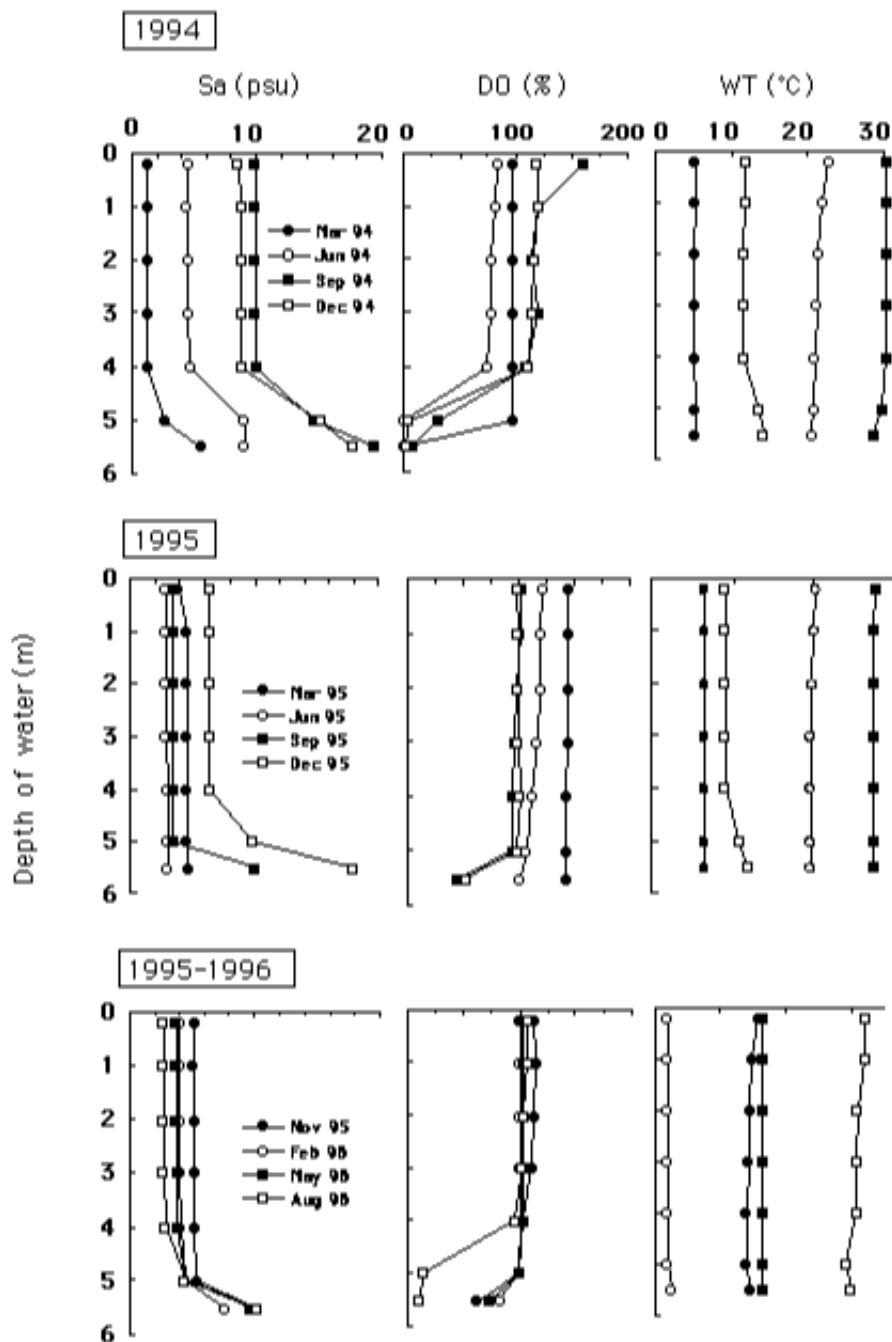 1994
Sa (psu) DO (%) WT (°C)
0 10 20 0 100 200 0 10 20 30
0
1
2
3
4
5
6
Mar 94
Jun 94
Sep 94
Dec 94
1995
0
1
2
3
4
5
6
Mar 95
Jun 95
Sep 95
Dec 95
Depth of water (m)
1995-1996
0
1
2
3
4
5
6
Nov 95
Feb 96
May 96
Aug 96